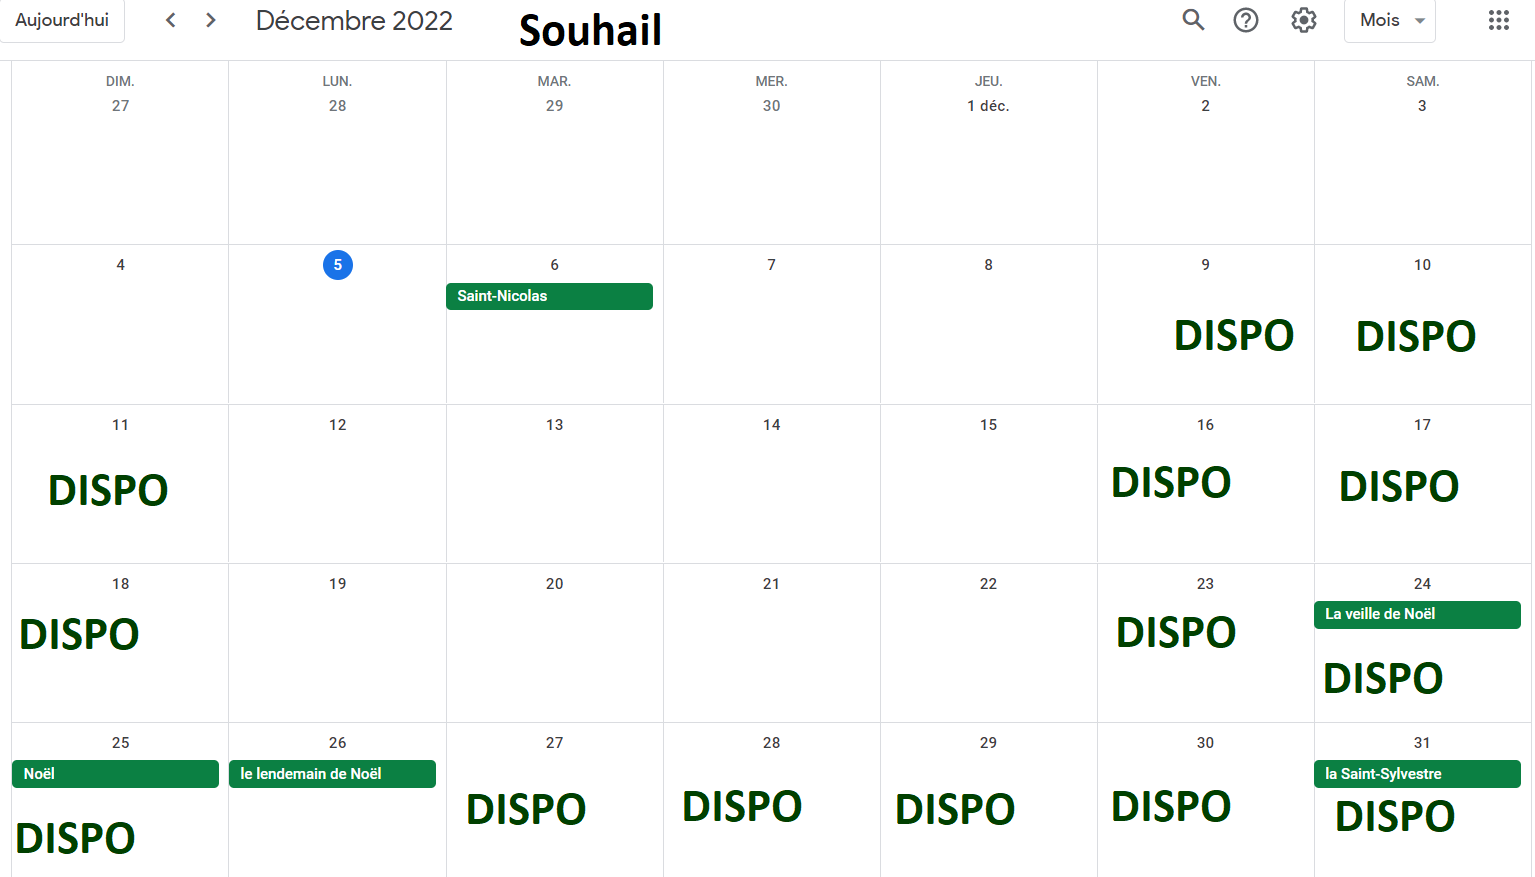 Aujourd'hui Décembre 2022 Souhail Mois
DIM. LUN. MAR. MER. JEU. VEN. SAM.
27 28 29 30 1 déc. 2 3
4 5 6 7 8 9 10
Saint-Nicolas
DISPO DISPO
11 12 13 14 15 16 17
DISPO DISPO DISPO
18 19 20 21 22 23 24
La veille de Noël
DISPO DISPO
DISPO
25 26 27 28 29 30 31
Noël le lendemain de Noël la Saint-Sylvestre
DISPO DISPO DISPO DISPO DISPO
DISPO